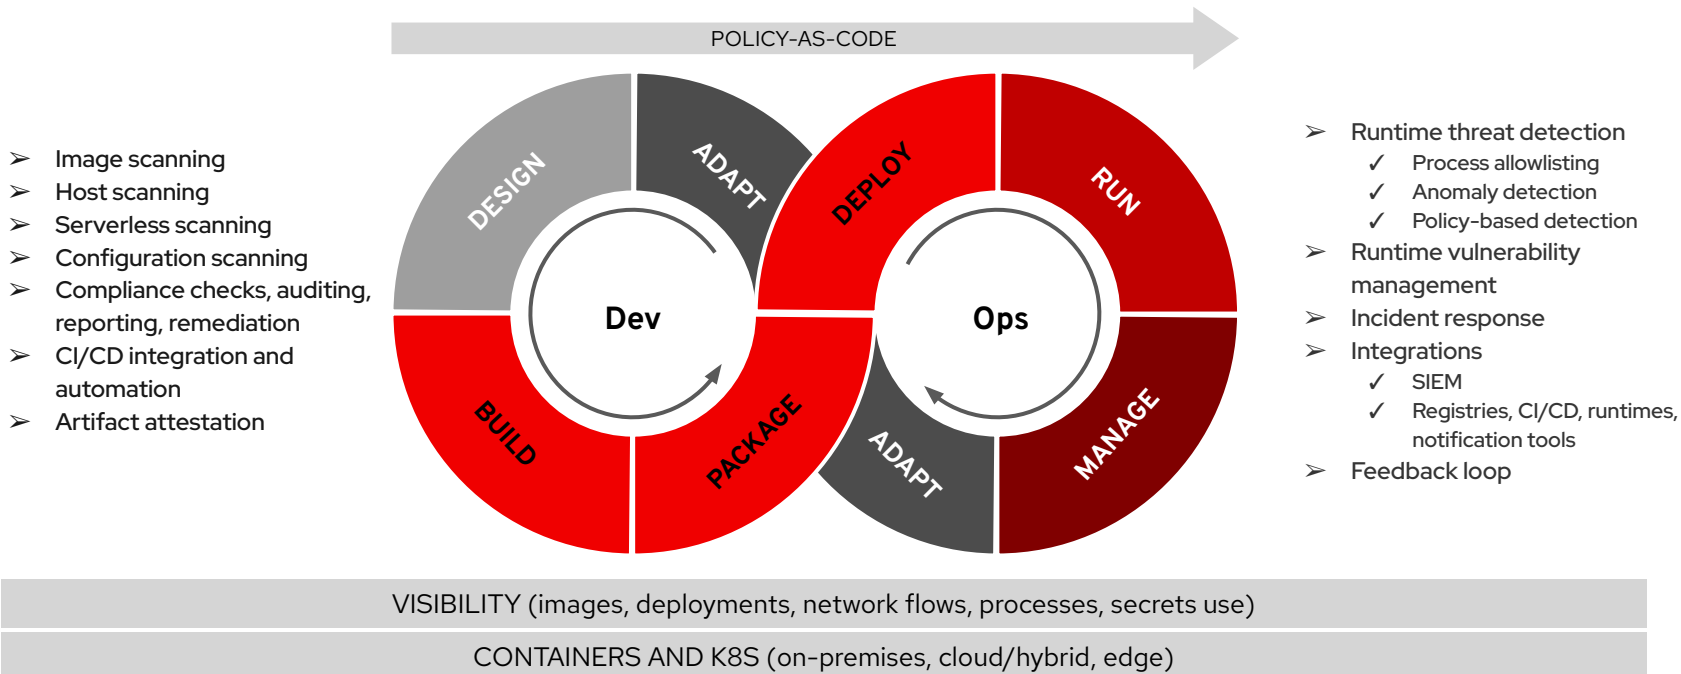 POLICY-AS-CODE
➢ Image scanning
➢ Host scanning
➢ Serverless scanning
➢ Configuration scanning
➢ Compliance checks, auditing,
reporting, remediation
➢ CI/CD integration and
automation
➢ Artifact attestation
DESIGN
ADAPT
DEPLOY
RUN
Dev
Ops
BUILD
PACKAGE
ADAPT
MANAGE
➢ Runtime threat detection
✓ Process allowlisting
✓ Anomaly detection
✓ Policy-based detection
➢ Runtime vulnerability
management
➢ Incident response
➢ Integrations
✓ SIEM
✓ Registries, CI/CD, runtimes,
notification tools
➢ Feedback loop
VISIBILITY (images, deployments, network flows, processes, secrets use)
CONTAINERS AND K8S (on-premises, cloud/hybrid, edge)